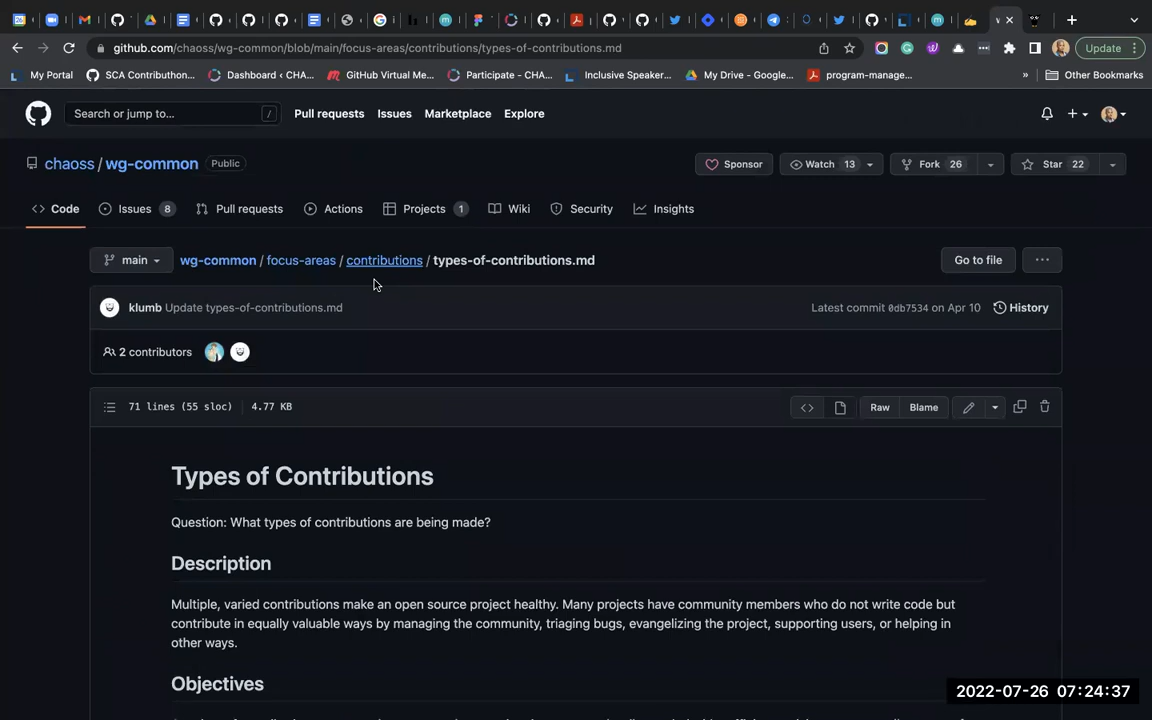 github.com/chaoss/wg-common/blob/main/focus-areas/contributions/types-of-contributions.md
Update
My Portal
SCA Contributhon...
Dashboard ‹ CHA...
GitHub Virtual Me...
Participate - CHA...
Inclusive Speaker...
My Drive - Google...
program-manage...
»
Other Bookmarks
Search or jump to...
/
Pull requests
Issues
Marketplace
Explore
chaoss / wg-common
Public
Sponsor
Watch 13
Fork 26
Star 22
<> Code
Issues 8
Pull requests
Actions
Projects 1
Wiki
Security
Insights
main
wg-common / focus-areas / contributions / types-of-contributions.md
Go to file
...
klumb Update types-of-contributions.md
Latest commit 0db7534 on Apr 10
History
2 contributors
71 lines (55 sloc)
4.77 KB
<>
Raw
Blame
Types of Contributions
Question: What types of contributions are being made?
Description
Multiple, varied contributions make an open source project healthy. Many projects have community members who do not write code but
contribute in equally valuable ways by managing the community, triaging bugs, evangelizing the project, supporting users, or helping in
other ways.
Objectives
2022-07-26 07:24:37